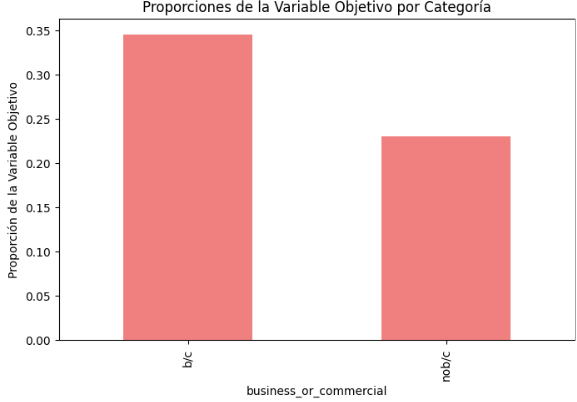 Proporciones de la Variable Objetivo por Categoría
Proporción de la Variable Objetivo
0.35
0.30
0.25
0.20
0.15
0.10
0.05
0.00
b/c
nob/c
business_or_commercial